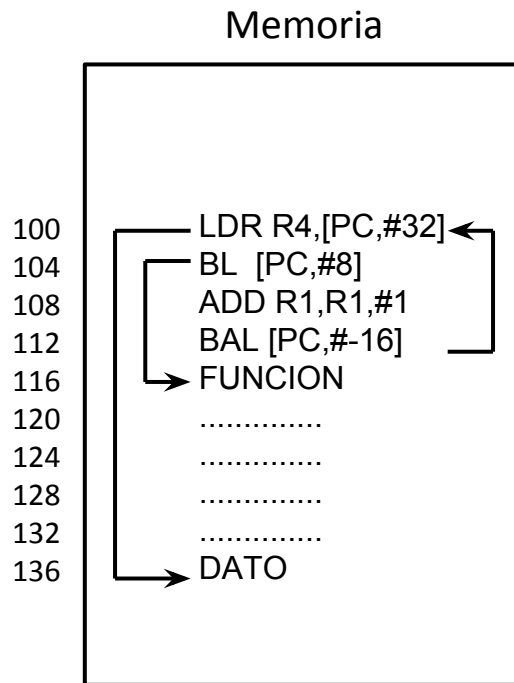 Memoria
100 LDR R4,[PC,#32]
104 BL [PC,#8]
108 ADD R1,R1,#1
112 BAL [PC,#-16]
116 FUNCION
120 ..............
124 ..............
128 ..............
132 ..............
136 DATO